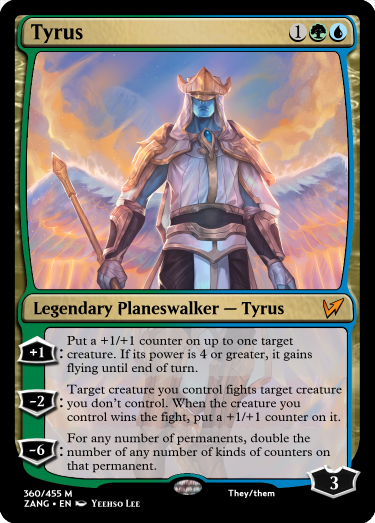 Tyrus 1
Legendary Planeswalker — Tyrus
+1: Put a +1/+1 counter on up to one target
creature. If its power is 4 or greater, it gains
flying until end of turn.
-2: Target creature you control fights target creature
you don't control. When the creature you
control wins the fight, put a +1/+1 counter on it.
-6: For any number of permanents, double the
number of any number of kinds of counters on
that permanent.
3
360/455 M
ZANG • EN Yeehso Lee They/them